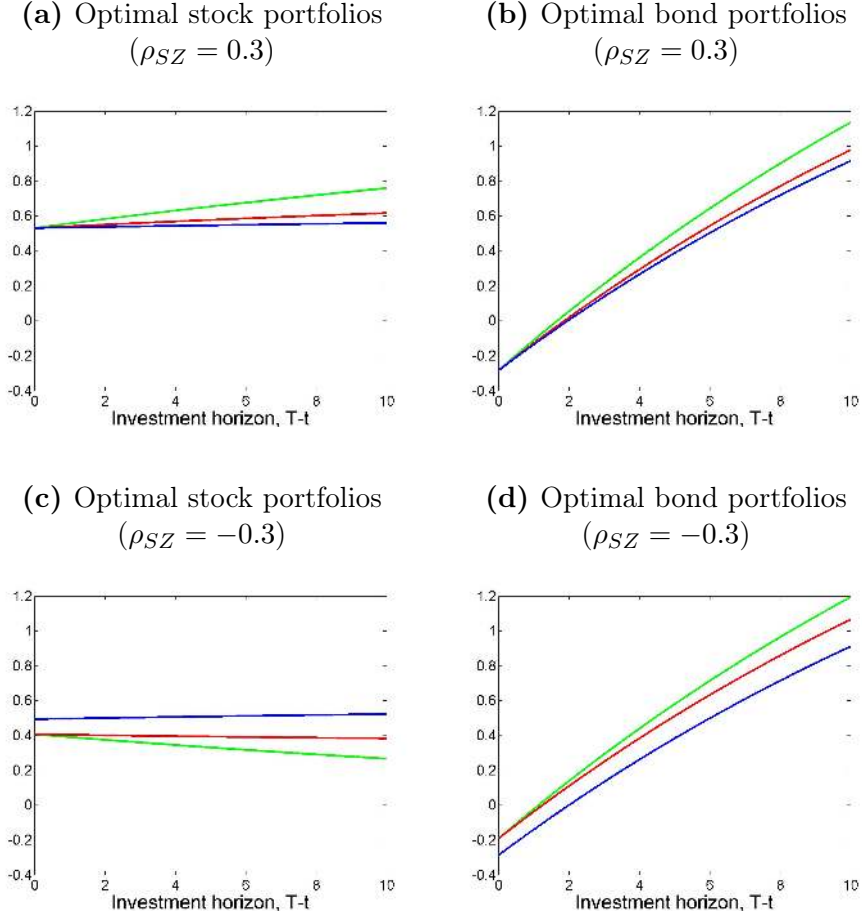 (a) Optimal stock portfolios
(ρSZ = 0.3)
(b) Optimal bond portfolios
(ρSZ = 0.3)
1.2
1
0.8
0.6
0.4
0.2
0
-0.2
-0.4
0 2 4 6 8 10
Investment horizon, T-t
1.2
1
0.8
0.6
0.4
0.2
0
-0.2
-0.4
0 2 4 6 8 10
Investment horizon, T-t
(c) Optimal stock portfolios
(ρSZ = −0.3)
(d) Optimal bond portfolios
(ρSZ = −0.3)
1.2
1
0.8
0.6
0.4
0.2
0
-0.2
-0.4
0 2 4 6 8 10
Investment horizon, T-t
1.2
1
0.8
0.6
0.4
0.2
0
-0.2
-0.4
0 2 4 6 8 10
Investment horizon, T-t